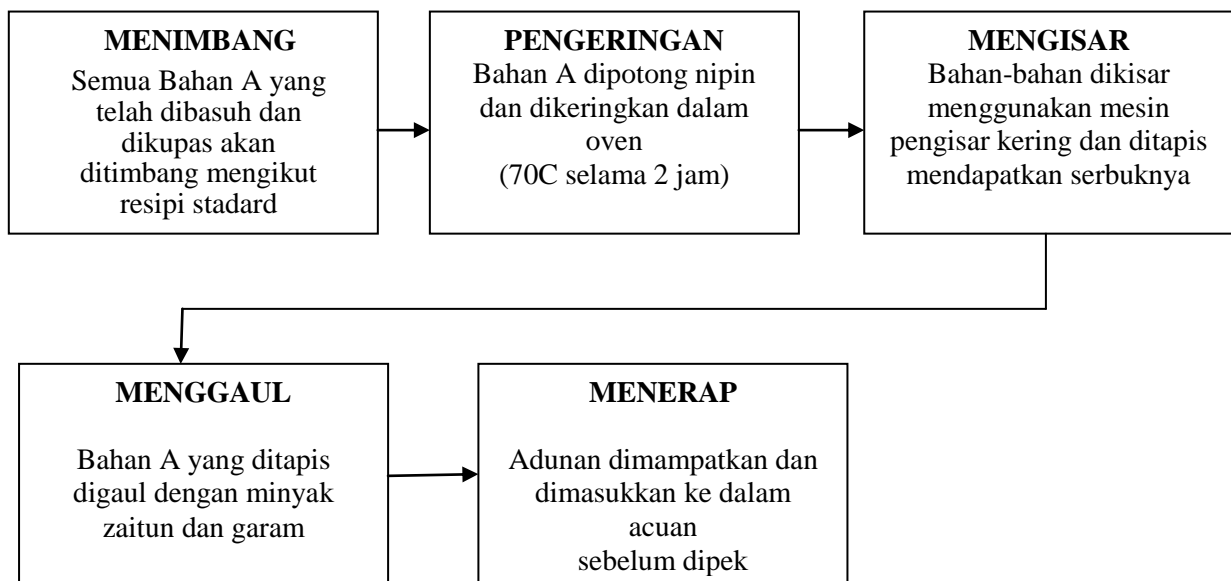 MENIMBANG
Semua Bahan A yang
telah dibasuh dan
dikupas akan
ditimbang mengikut
resipi stadard
PENGERINGAN
Bahan A dipotong nipin
dan dikeringkan dalam
oven
(70C selama 2 jam)
MENGISAR
Bahan-bahan dikisar
menggunakan mesin
pengisar kering dan ditapis
mendapatkan serbuknya
MENGGAUL
Bahan A yang ditapis
digaul dengan minyak
zaitun dan garam
MENERAP
Adunan dimampatkan dan
dimasukkan ke dalam
acuan
sebelum dipek